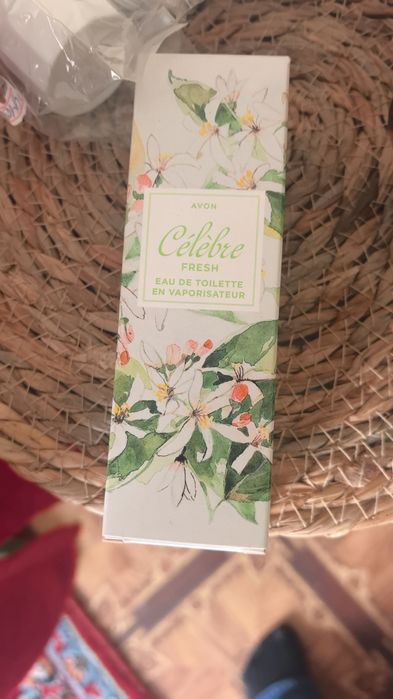 AVON
Célèbre
FRESH
EAU DE TOILETTE
EN VAPORISATEUR